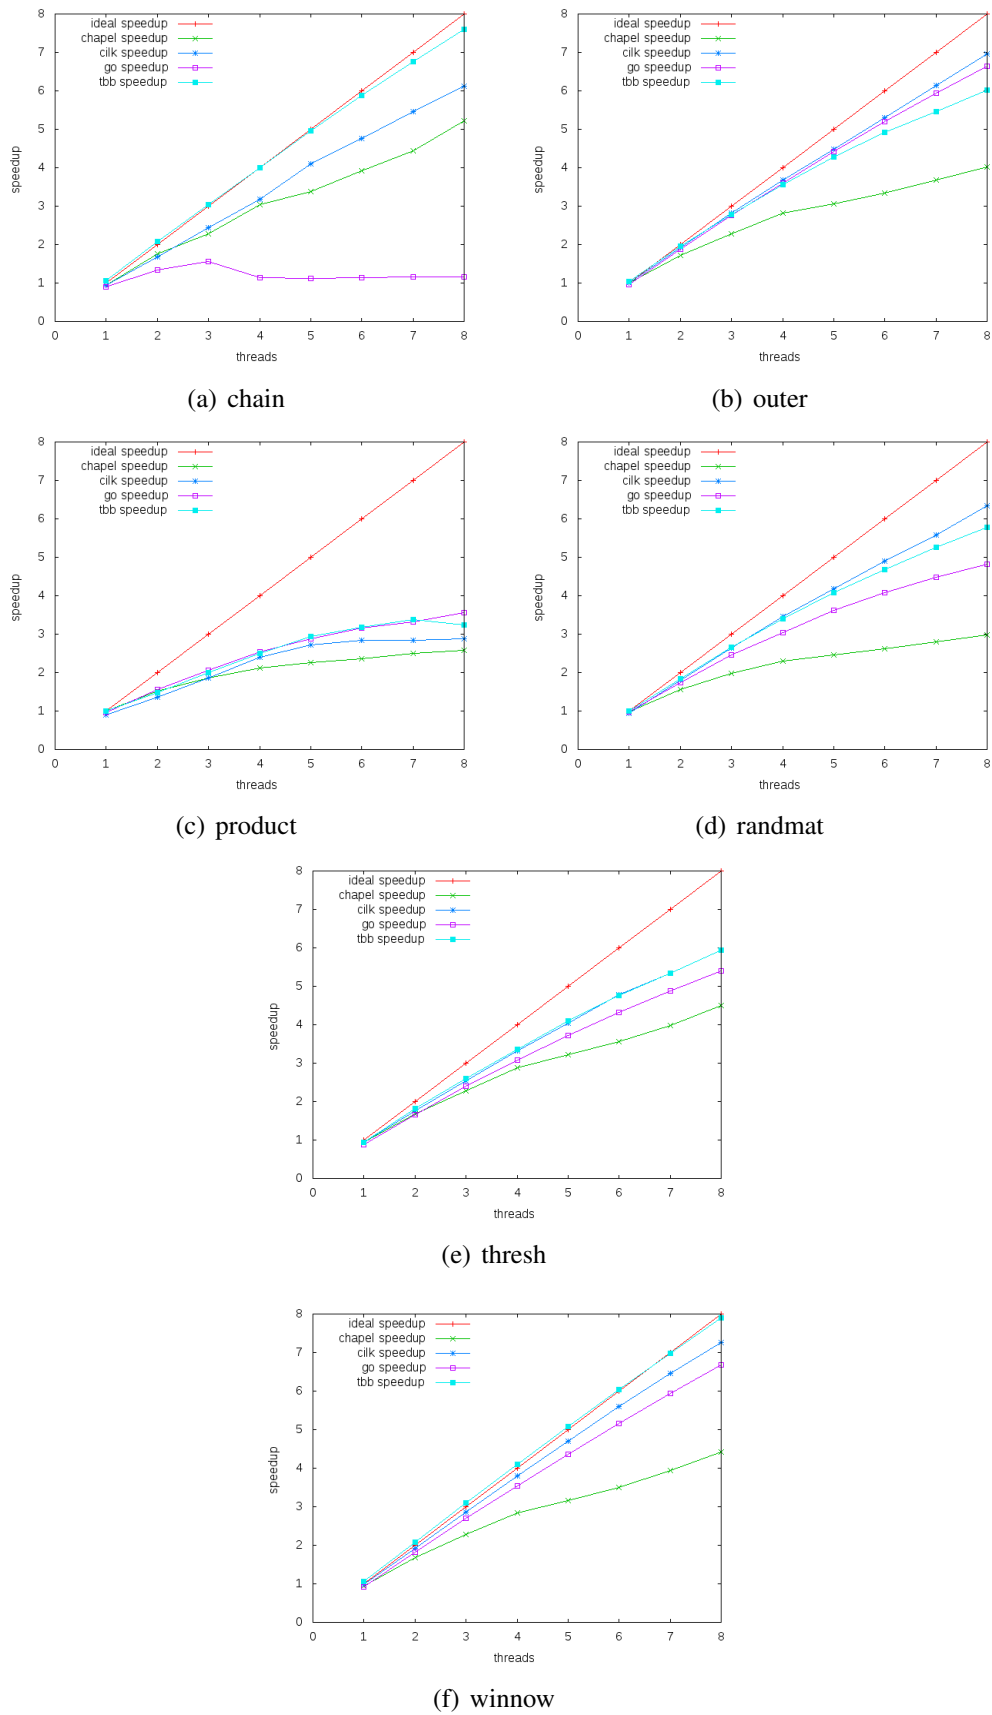 8
7
6
5
4
3
2
1
0
speedup
ideal speedup
chapel speedup
cilk speedup
go speedup
tbb speedup
0 1 2 3 4 5 6 7 8
threads
(a) chain
8
7
6
5
4
3
2
1
0
speedup
ideal speedup
chapel speedup
cilk speedup
go speedup
tbb speedup
0 1 2 3 4 5 6 7 8
threads
(b) outer
8
7
6
5
4
3
2
1
0
speedup
ideal speedup
chapel speedup
cilk speedup
go speedup
tbb speedup
0 1 2 3 4 5 6 7 8
threads
(c) product
8
7
6
5
4
3
2
1
0
speedup
ideal speedup
chapel speedup
cilk speedup
go speedup
tbb speedup
0 1 2 3 4 5 6 7 8
threads
(d) randmat
8
7
6
5
4
3
2
1
0
speedup
ideal speedup
chapel speedup
cilk speedup
go speedup
tbb speedup
0 1 2 3 4 5 6 7 8
threads
(e) thresh
8
7
6
5
4
3
2
1
0
speedup
ideal speedup
chapel speedup
cilk speedup
go speedup
tbb speedup
0 1 2 3 4 5 6 7 8
threads
(f) winnow